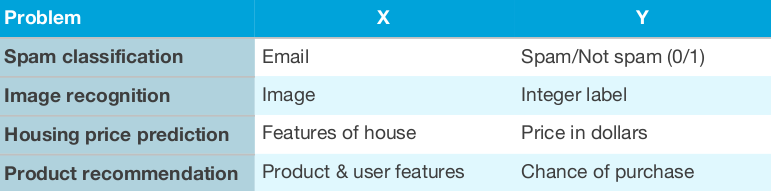 Problem X Y
Spam classification Email Spam/Not spam (0/1)
Image recognition Image Integer label
Housing price prediction Features of house Price in dollars
Product recommendation Product & user features Chance of purchase